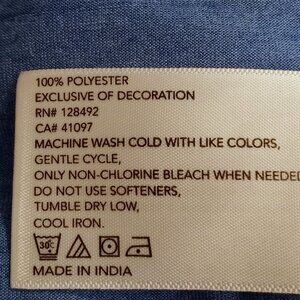 100% POLYESTER
EXCLUSIVE OF DECORATION
RN# 128492
CA# 41097
MACHINE WASH COLD WITH LIKE COLORS,
GENTLE CYCLE,
ONLY NON-CHLORINE BLEACH WHEN NEEDED
DO NOT USE SOFTENERS,
TUMBLE DRY LOW,
COOL IRON.
30°C
MADE IN INDIA